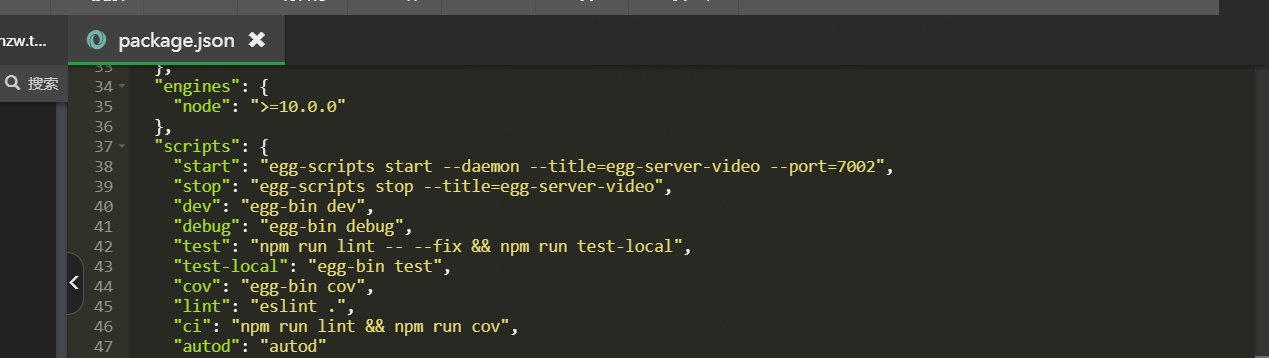 nzw.t...
package.json
搜索
33 },
34 "engines": {
35 "node": ">=10.0.0"
36 },
37 "scripts": {
38 "start": "egg-scripts start --daemon --title=egg-server-video --port=7002",
39 "stop": "egg-scripts stop --title=egg-server-video",
40 "dev": "egg-bin dev",
41 "debug": "egg-bin debug",
42 "test": "npm run lint -- --fix && npm run test-local",
43 "test-local": "egg-bin test",
44 "cov": "egg-bin cov",
45 "lint": "eslint .",
46 "ci": "npm run lint && npm run cov",
47 "autod": "autod"